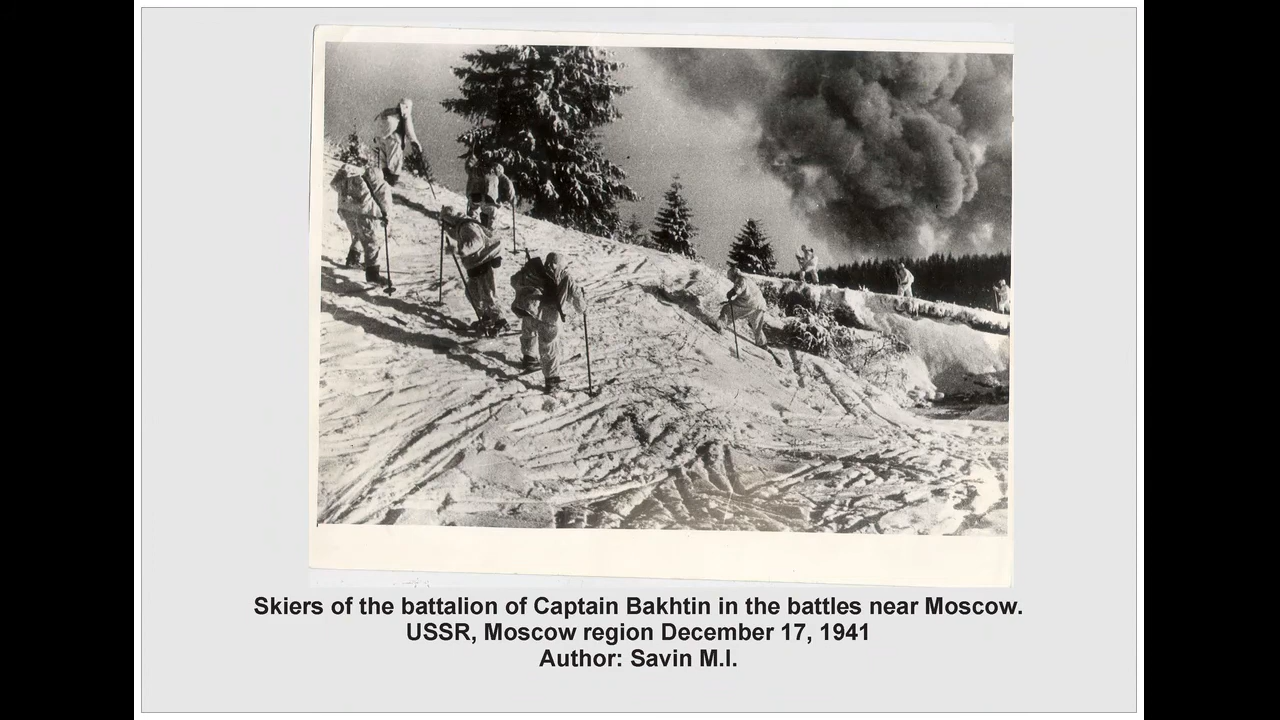 Skiers of the battalion of Captain Bakhtin in the battles near Moscow.
USSR, Moscow region December 17, 1941
Author: Savin M.I.